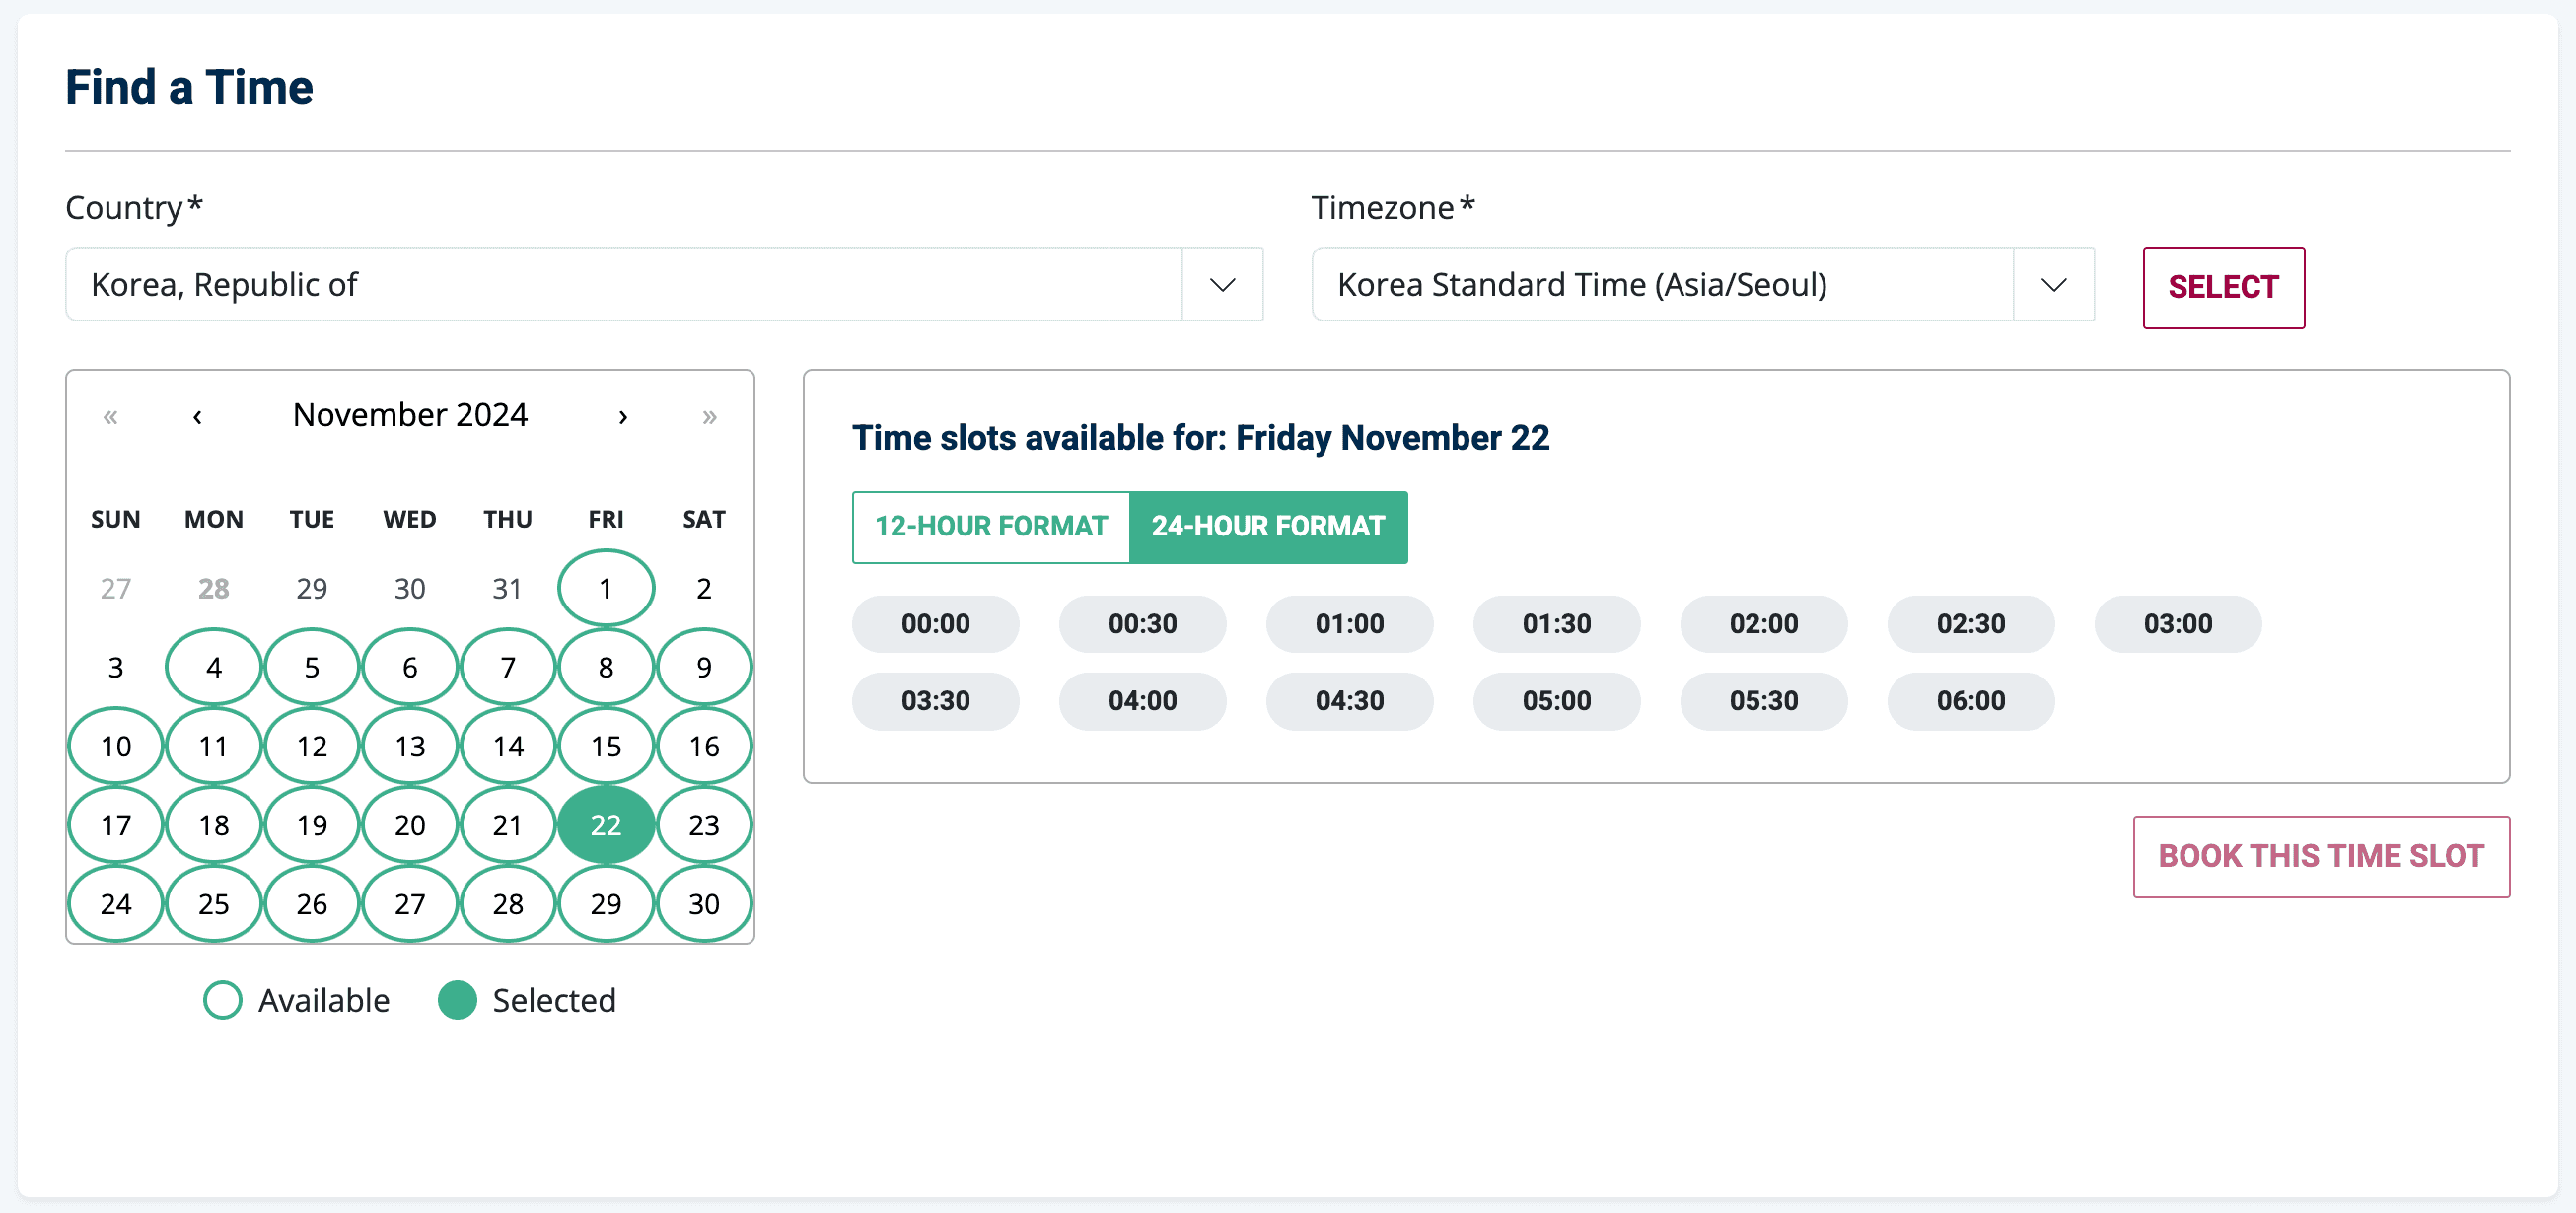 Find a Time
Country*
Timezone*
Korea, Republic of
Korea Standard Time (Asia/Seoul)
SELECT
« ‹ November 2024 › »
SUN MON TUE WED THU FRI SAT
27 28 29 30 31 1 2
3 4 5 6 7 8 9
10 11 12 13 14 15 16
17 18 19 20 21 22 23
24 25 26 27 28 29 30
Available Selected
Time slots available for: Friday November 22
12-HOUR FORMAT 24-HOUR FORMAT
00:00 00:30 01:00 01:30 02:00 02:30 03:00
03:30 04:00 04:30 05:00 05:30 06:00
BOOK THIS TIME SLOT